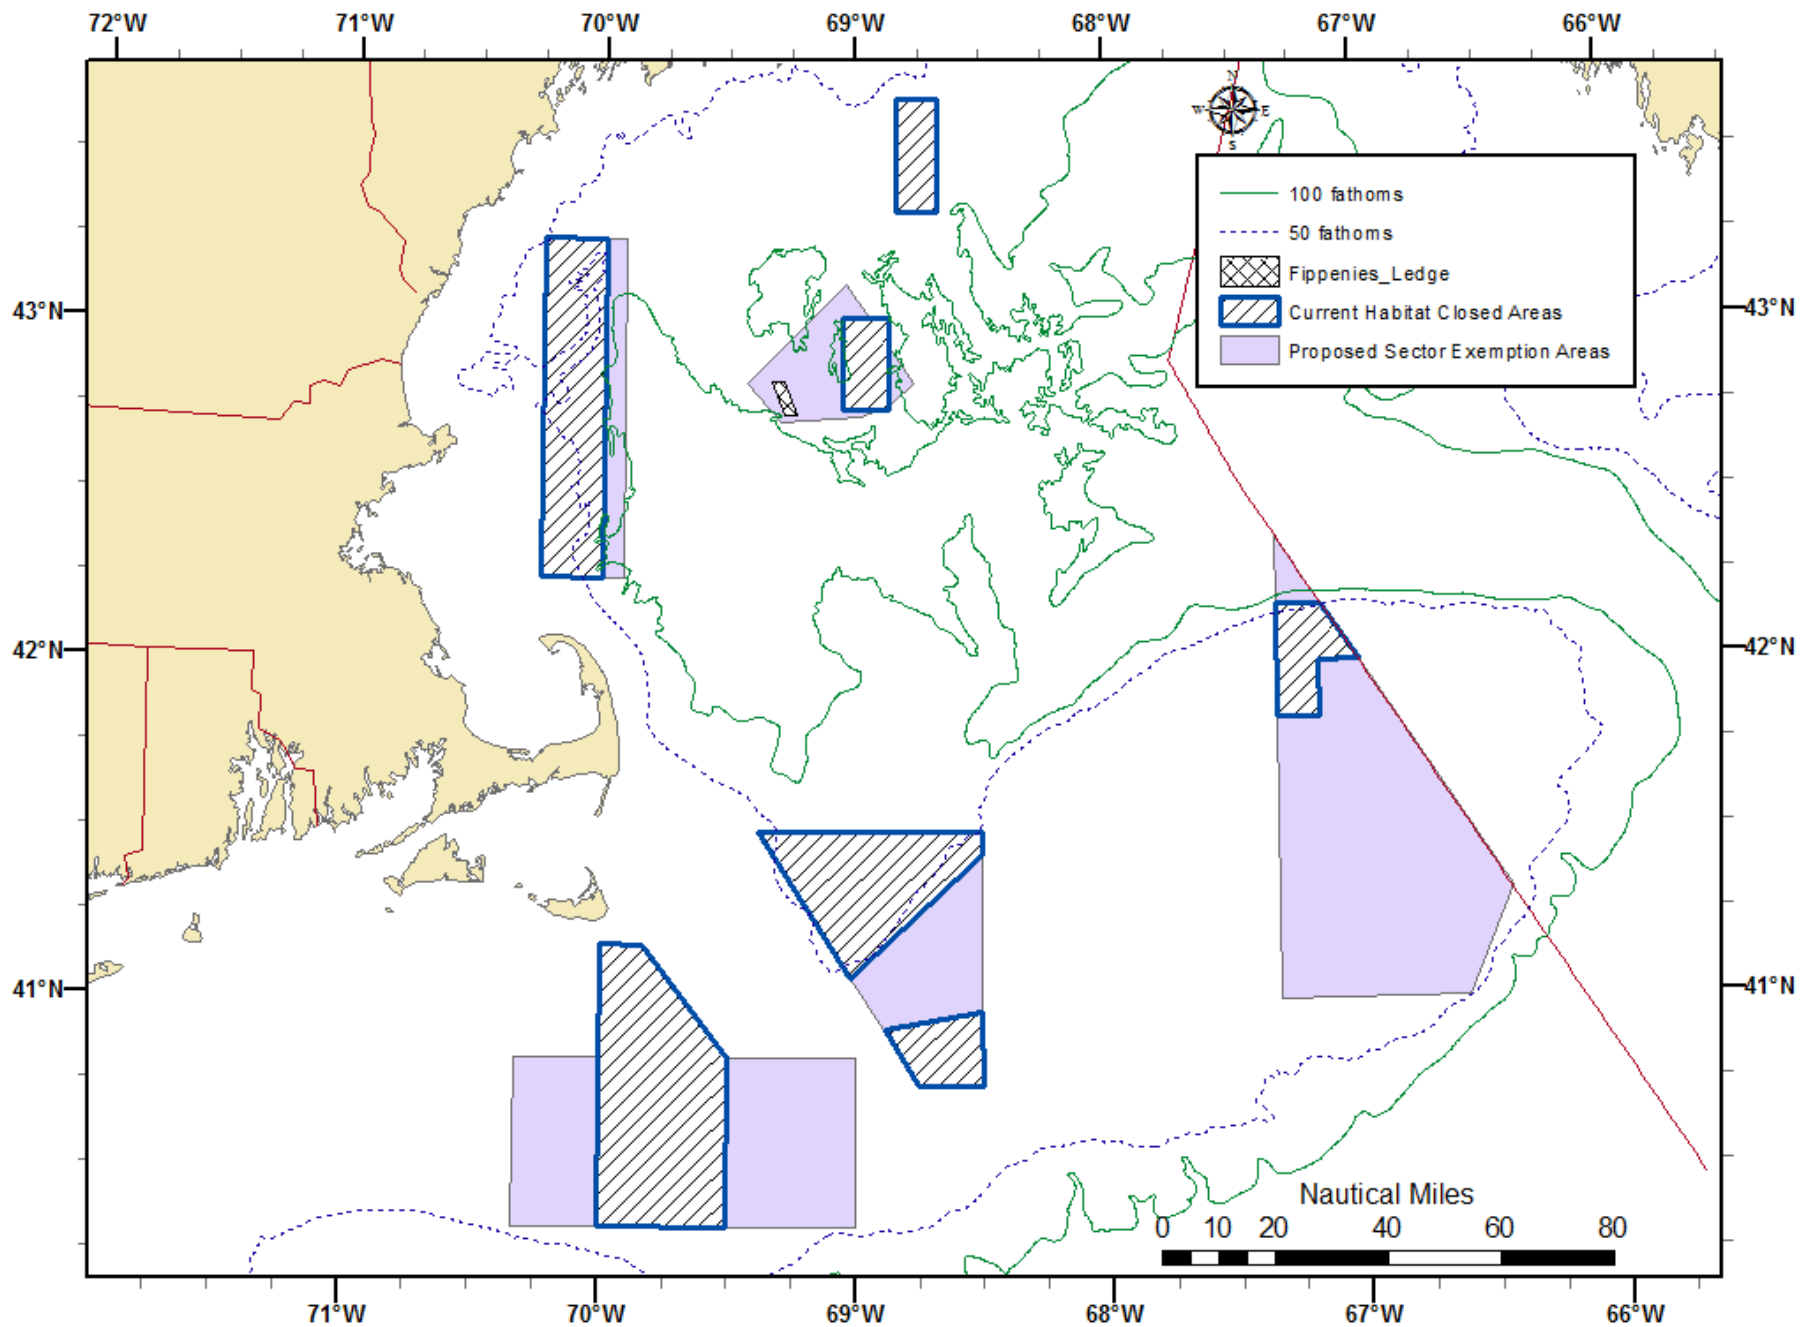 72°W 71°W 70°W 69°W 68°W 67°W 66°W
N
W E
S
100 fathoms
50 fathoms
Fippenies_Ledge
Current Habitat Closed Areas
Proposed Sector Exemption Areas
43°N 43°N
42°N 42°N
41°N 41°N
Nautical Miles
0 10 20 40 60 80
71°W 70°W 69°W 68°W 67°W 66°W